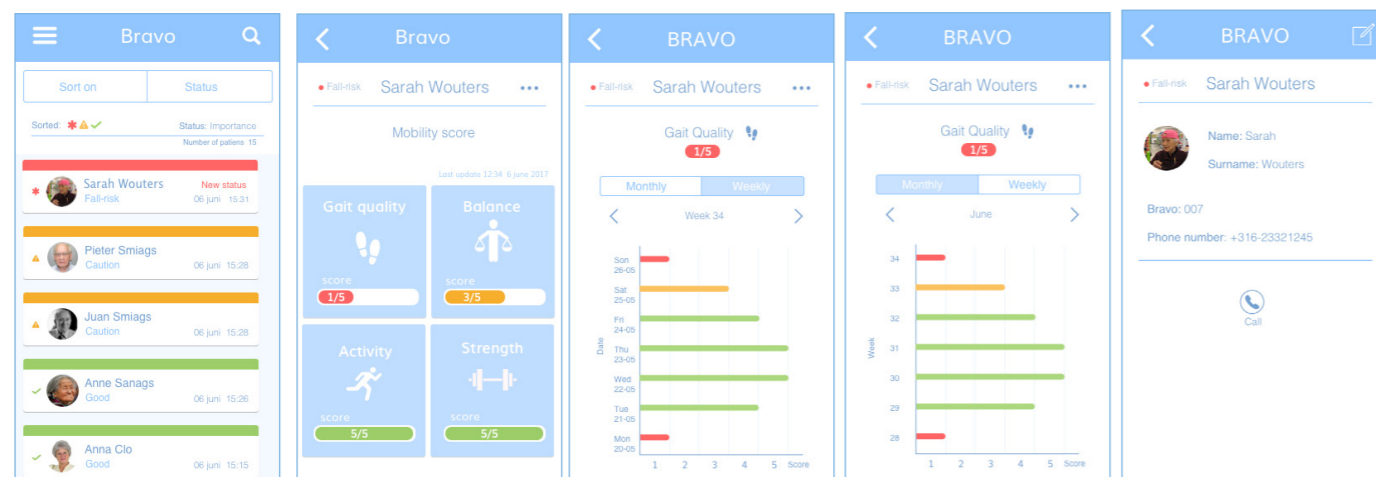 Bravo
Sort on Status
Sorted: Status: Importance
Number of patiens 15
Sarah Wouters New status
Fall-risk 06 juni 15:31
Pieter Smiags
Caution 06 juni 15:28
Juan Smiags
Caution 06 juni 15:28
Anne Sanags
Good 06 juni 15:26
Anna Clo
Good 06 juni 15:15
Bravo
Fall-risk Sarah Wouters
Mobility score
Last update 12:34 6 june 2017
Gait quality Balance
score score
1/5 3/5
Activity Strength
score score
5/5 5/5
BRAVO
Fall-risk Sarah Wouters
Gait Quality
1/5
Monthly Weekly
Week 34
Son
26-05
Sat
25-05
Fri
24-05
Date
Thu
23-05
Wed
22-05
Tue
21-05
Mon
20-05
1 2 3 4 5 Score
BRAVO
Fall-risk Sarah Wouters
Gait Quality
1/5
Monthly Weekly
June
34
33
32
Week
31
30
29
28
1 2 3 4 5 Score
BRAVO
Fall-risk Sarah Wouters
Name: Sarah
Surname: Wouters
Bravo: 007
Phone number: +316-23321245
Call